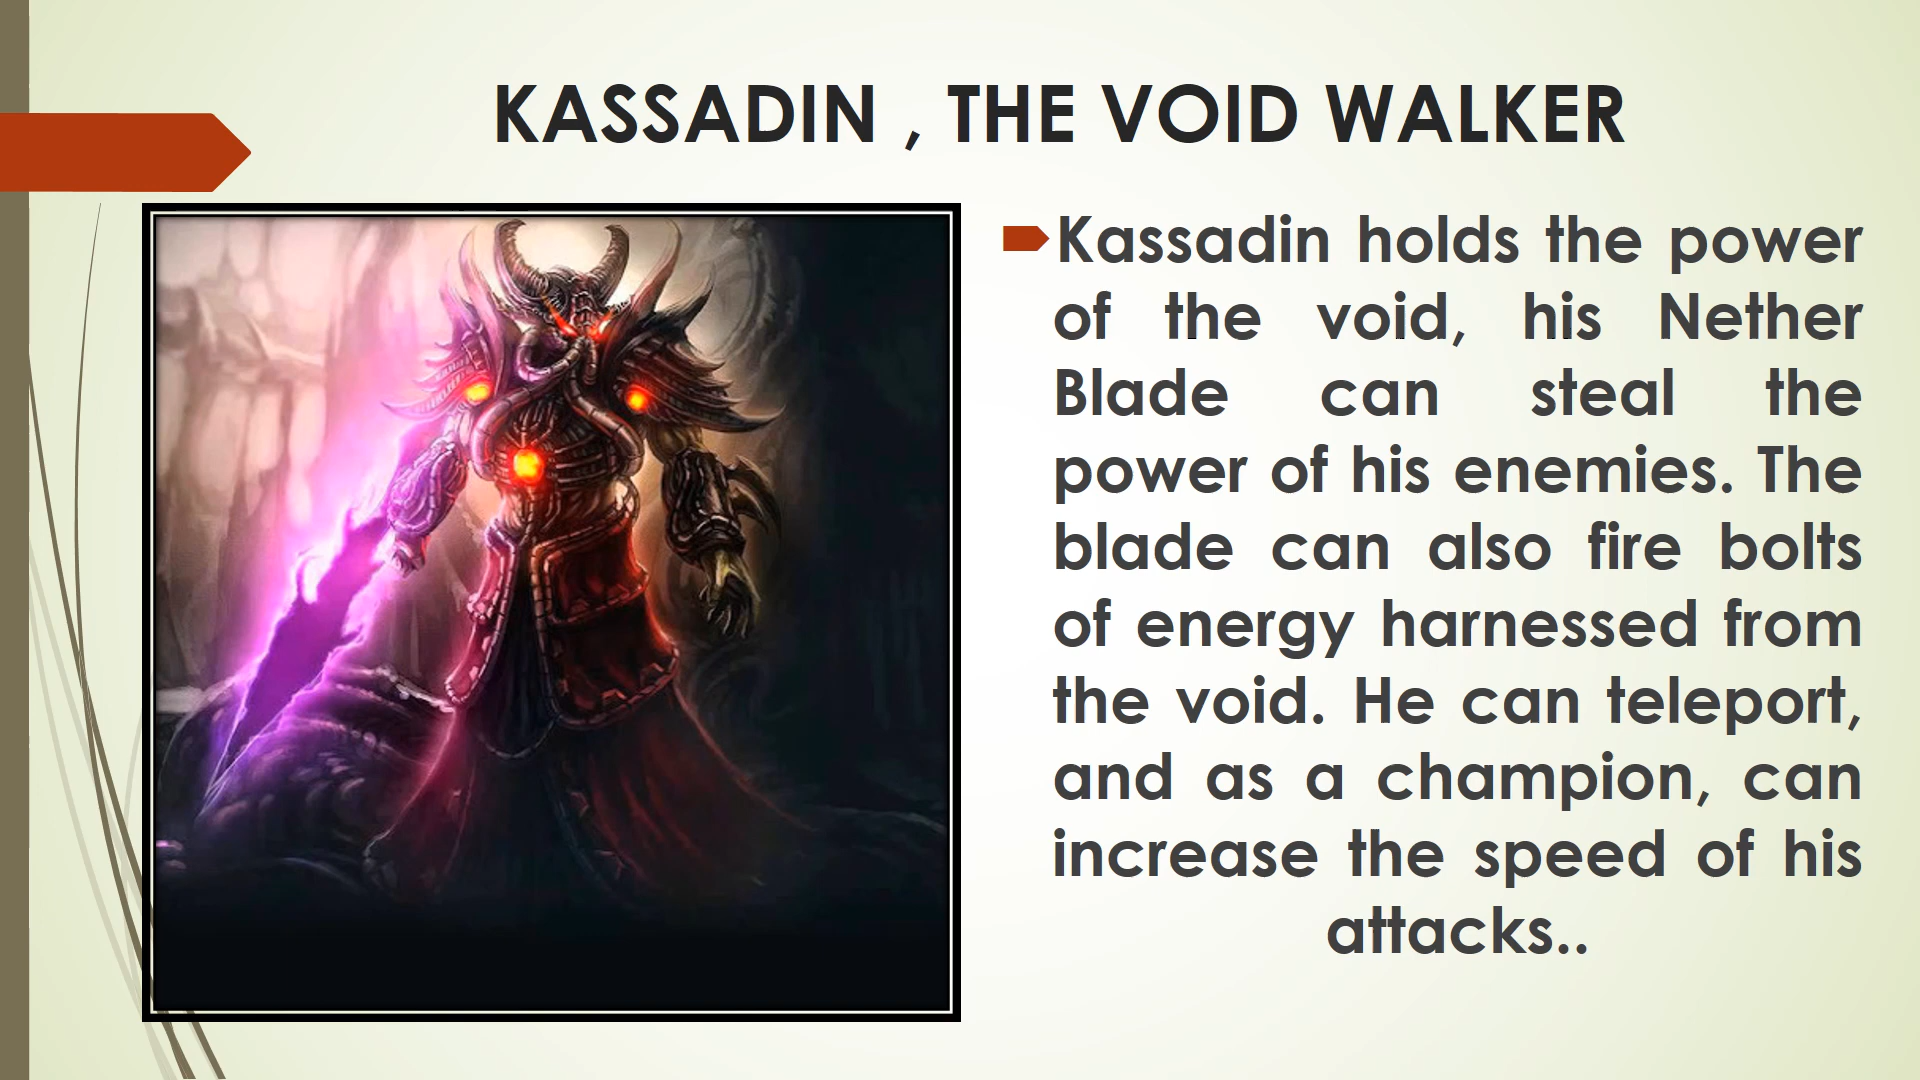 KASSADIN , THE VOID WALKER
Kassadin holds the power
of the void, his Nether
Blade can steal the
power of his enemies. The
blade can also fire bolts
of energy harnessed from
the void. He can teleport,
and as a champion, can
increase the speed of his
attacks..